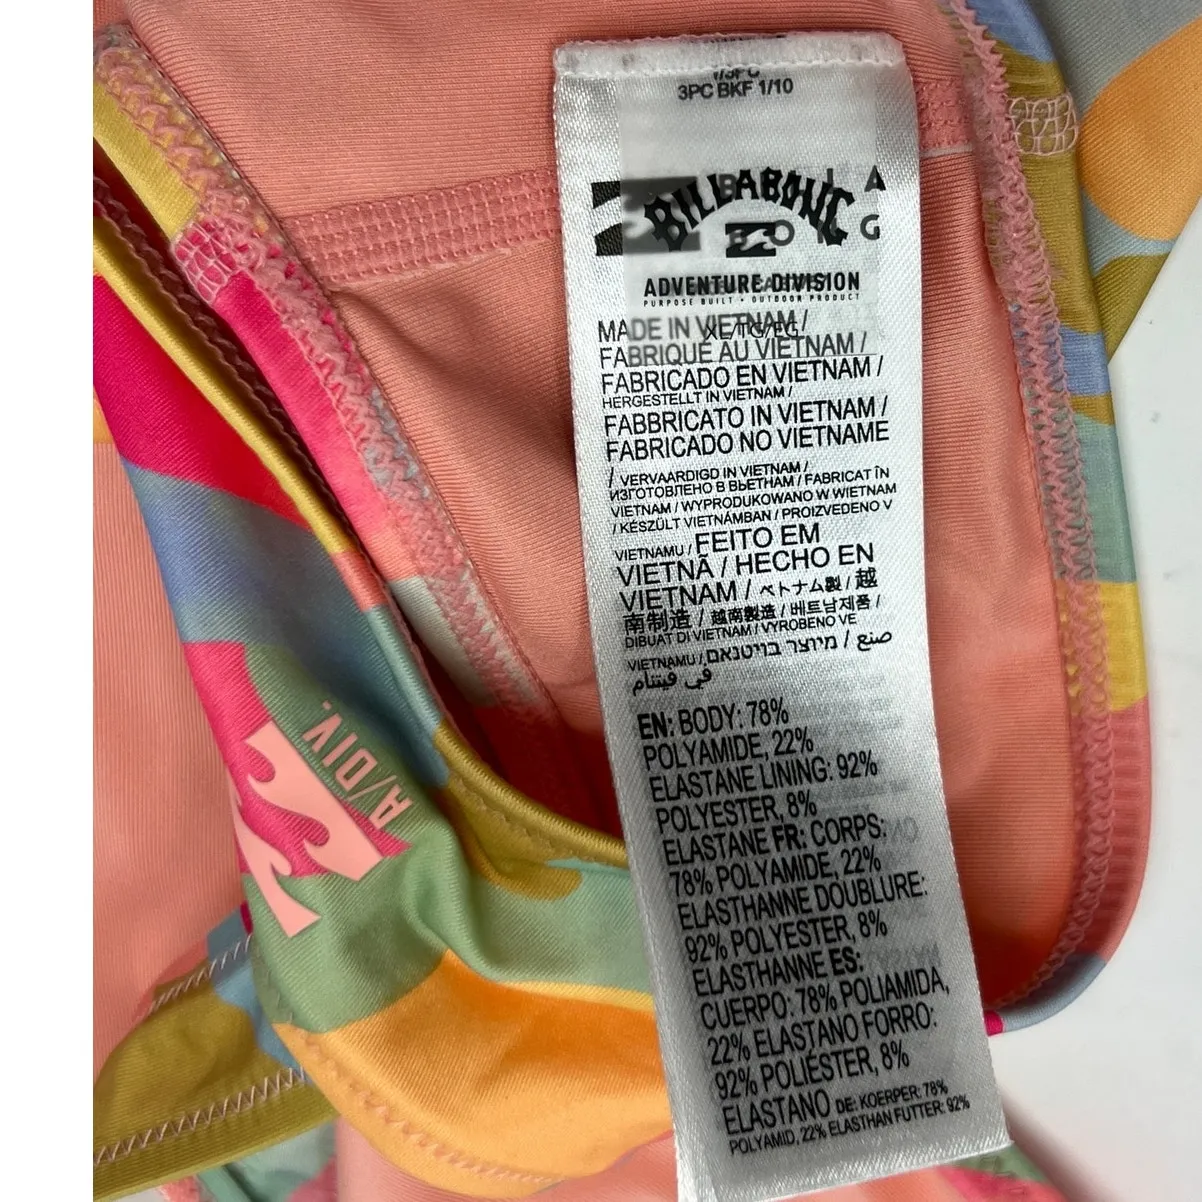 3PC BKF 1/10
BILLABONG
ADVENTURE DIVISION
PURPOSE BUILT • OUTDOOR PRODUCT
XL/TG/EG
MADE IN VIETNAM /
FABRIQUÉ AU VIETNAM /
FABRICADO EN VIETNAM /
HERGESTELLT IN VIETNAM /
FABBRICATO IN VIETNAM /
FABRICADO NO VIETNAME
/ VERVAARDIGD IN VIETNAM /
ИЗГОТОВЛЕНО В ВЬЕТНАМ / FABRICAT ÎN
VIETNAM / WYPRODUKOWANO W WIETNAM
/ KÉSZÜLT VIETNÁMBAN / PROIZVEDENO V
VIETNAMU / FEITO EM
VIETNÃ / HECHO EN
VIETNAM / ベトナム製 / 越
南制造 / 越南製造 / 베트남제품 /
DIBUAT DI VIETNAM / VYROBENO VE
VIETNAMU / מיוצר בויטנאם / صنع
في فيتنام
EN: BODY: 78%
POLYAMIDE, 22%
ELASTANE LINING: 92%
POLYESTER, 8%
ELASTANE FR: CORPS:
78% POLYAMIDE, 22%
ELASTHANNE DOUBLURE:
92% POLYESTER, 8%
ELASTHANNE ES:
CUERPO: 78% POLIAMIDA,
22% ELASTANO FORRO:
92% POLIÉSTER, 8%
ELASTANO DE: KOERPER: 78%
POLYAMID, 22% ELASTHAN FUTTER: 92%
A/DIV.